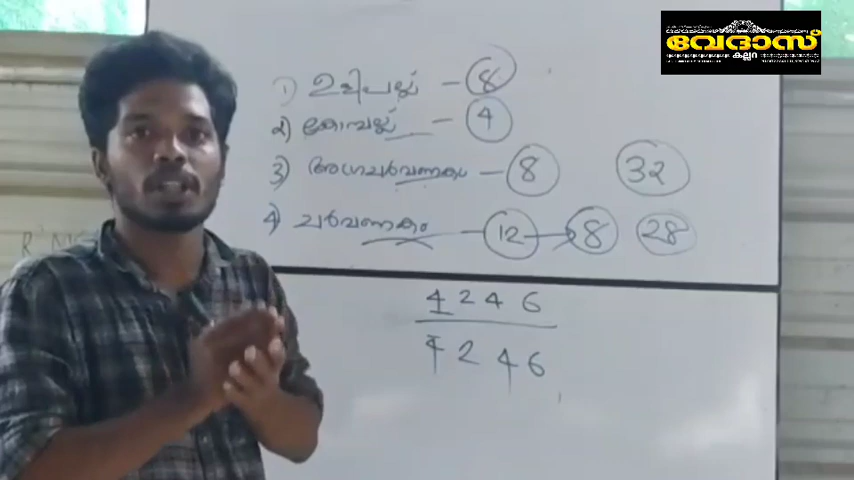 വേദാസ്
കല്ലറ
1) ഉളിപ്പല്ല് - 8
2) കോമ്പല്ല് - 4
3) അഗ്രചർവണകം - 8 32
4) ചർവണകം - 12 → 8 28
4 2 4 6
4 2 4 6